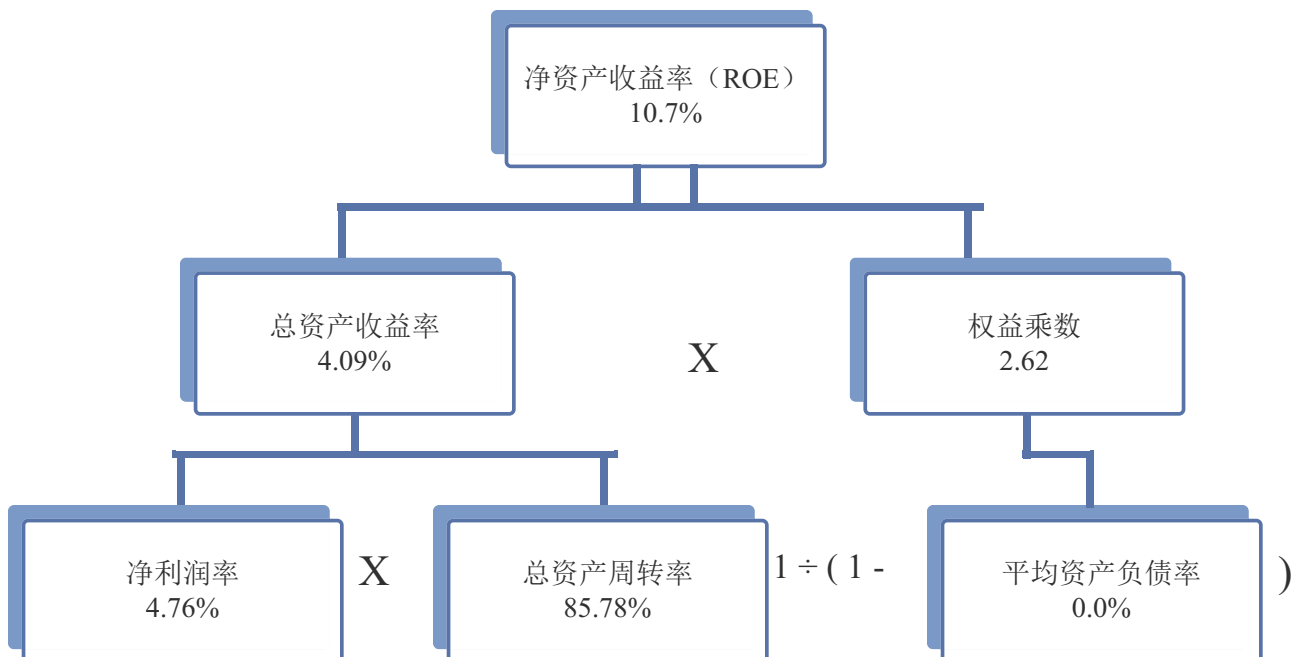 净资产收益率（ROE）
10.7%
总资产收益率
4.09%
X
权益乘数
2.62
净利润率
4.76%
X
总资产周转率
85.78%
1 ÷ ( 1 -
平均资产负债率
0.0%
)